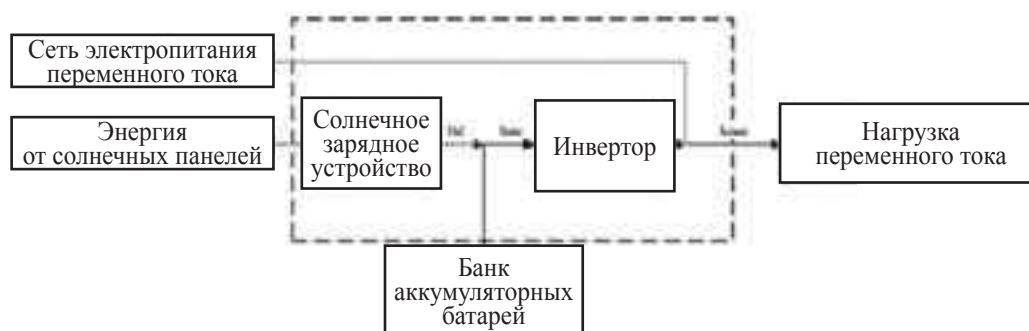 Сеть электропитания
переменного тока
Энергия
от солнечных панелей
Солнечное
зарядное
устройство
Инвертор
Нагрузка
переменного тока
Банк
аккумуляторных
батарей